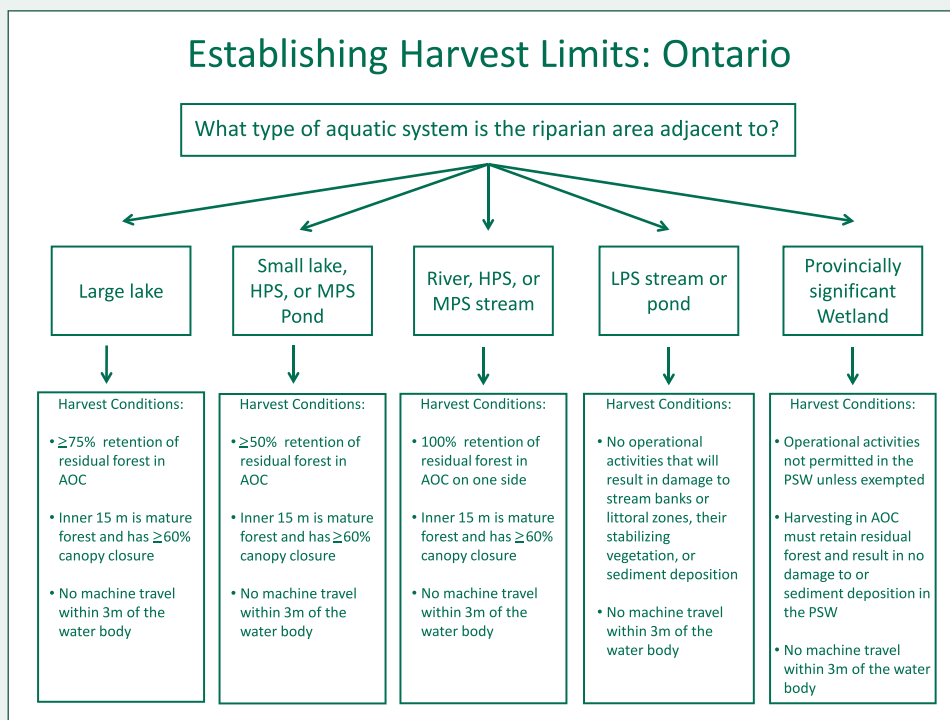 Establishing Harvest Limits: Ontario
What type of aquatic system is the riparian area adjacent to?
Large lake
Small lake,
HPS, or MPS
Pond
River, HPS, or
MPS stream
LPS stream or
pond
Provincially
significant
Wetland
Harvest Conditions:
• ≥75% retention of
residual forest in
AOC
• Inner 15 m is mature
forest and has ≥60%
canopy closure
• No machine travel
within 3m of the
water body
Harvest Conditions:
• ≥50% retention of
residual forest in
AOC
• Inner 15 m is mature
forest and has ≥60%
canopy closure
• No machine travel
within 3m of the
water body
Harvest Conditions:
• 100% retention of
residual forest in
AOC on one side
• Inner 15 m is mature
forest and has ≥60%
canopy closure
• No machine travel
within 3m of the
water body
Harvest Conditions:
• No operational
activities that will
result in damage to
stream banks or
littoral zones, their
stabilizing
vegetation, or
sediment deposition
• No machine travel
within 3m of the
water body
Harvest Conditions:
• Operational activities
not permitted in the
PSW unless exempted
• Harvesting in AOC
must retain residual
forest and result in no
damage to or
sediment deposition in
the PSW
• No machine travel
within 3m of the water
body